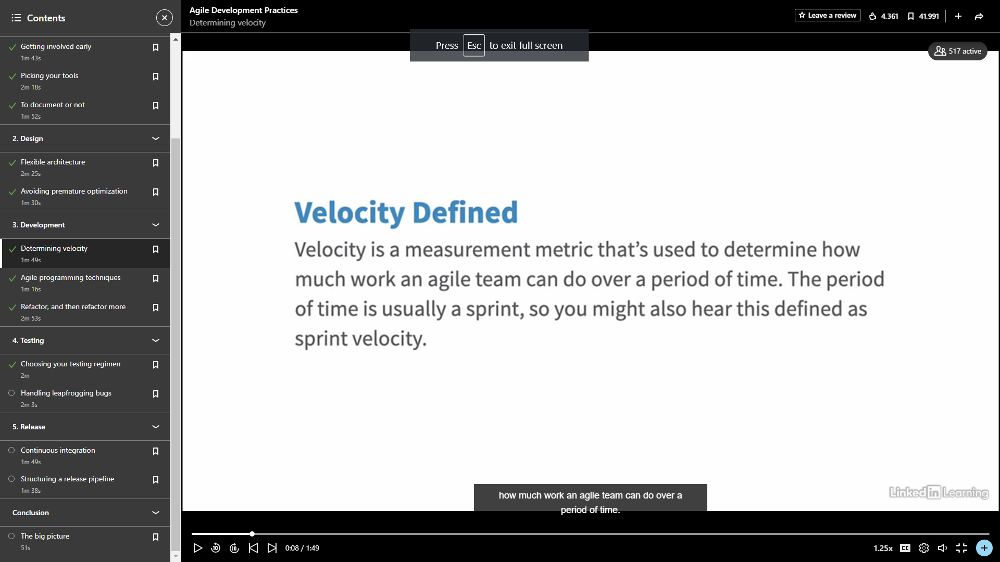 Contents
Getting involved early
1m 43s
Picking your tools
2m 18s
To document or not
1m 52s
2. Design
Flexible architecture
2m 25s
Avoiding premature optimization
1m 30s
3. Development
Determining velocity
1m 49s
Agile programming techniques
1m 16s
Refactor, and then refactor more
2m 53s
4. Testing
Choosing your testing regimen
2m
Handling leapfrogging bugs
2m 3s
5. Release
Continuous integration
1m 49s
Structuring a release pipeline
1m 38s
Conclusion
The big picture
51s
Agile Development Practices
Determining velocity
Leave a review
4,361
41,991
Press Esc to exit full screen
517 active
Velocity Defined
Velocity is a measurement metric that’s used to determine how
much work an agile team can do over a period of time. The period
of time is usually a sprint, so you might also hear this defined as
sprint velocity.
how much work an agile team can do over a
period of time.
Linked in Learning
10
10
0:08 / 1:49
1.25x
CC